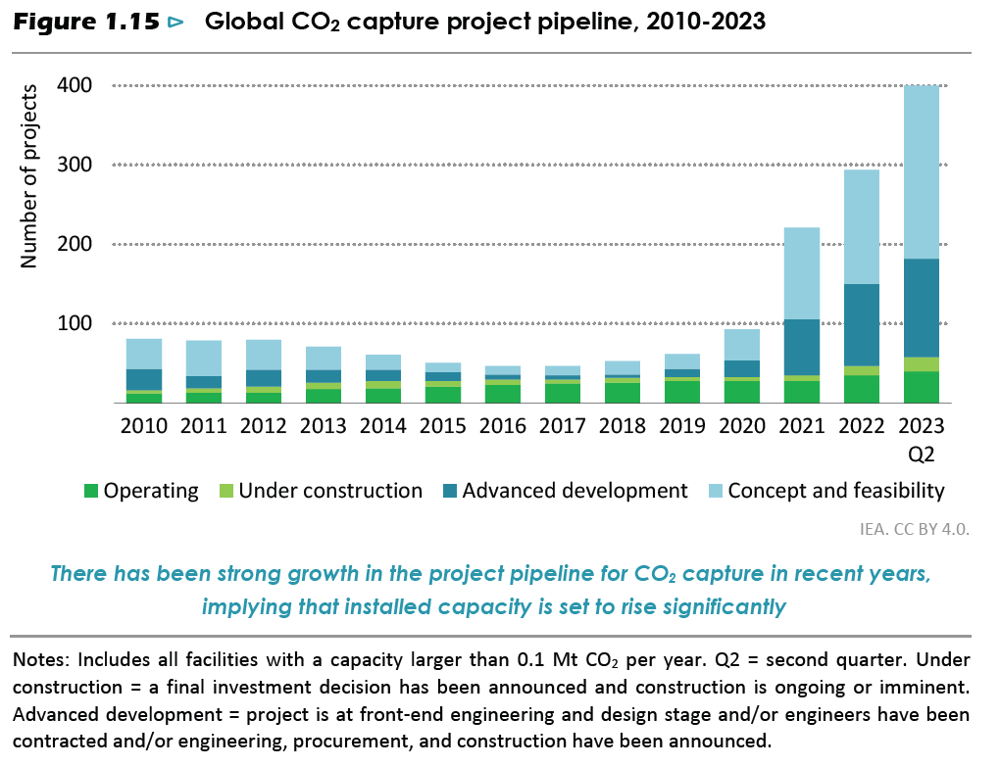 Figure 1.15 ▷ Global CO₂ capture project pipeline, 2010-2023
Number of projects
400
300
200
100
2010 2011 2012 2013 2014 2015 2016 2017 2018 2019 2020 2021 2022 2023
Q2
Operating Under construction Advanced development Concept and feasibility
IEA. CC BY 4.0.
There has been strong growth in the project pipeline for CO₂ capture in recent years,
implying that installed capacity is set to rise significantly
Notes: Includes all facilities with a capacity larger than 0.1 Mt CO₂ per year. Q2 = second quarter. Under
construction = a final investment decision has been announced and construction is ongoing or imminent.
Advanced development = project is at front-end engineering and design stage and/or engineers have been
contracted and/or engineering, procurement, and construction have been announced.